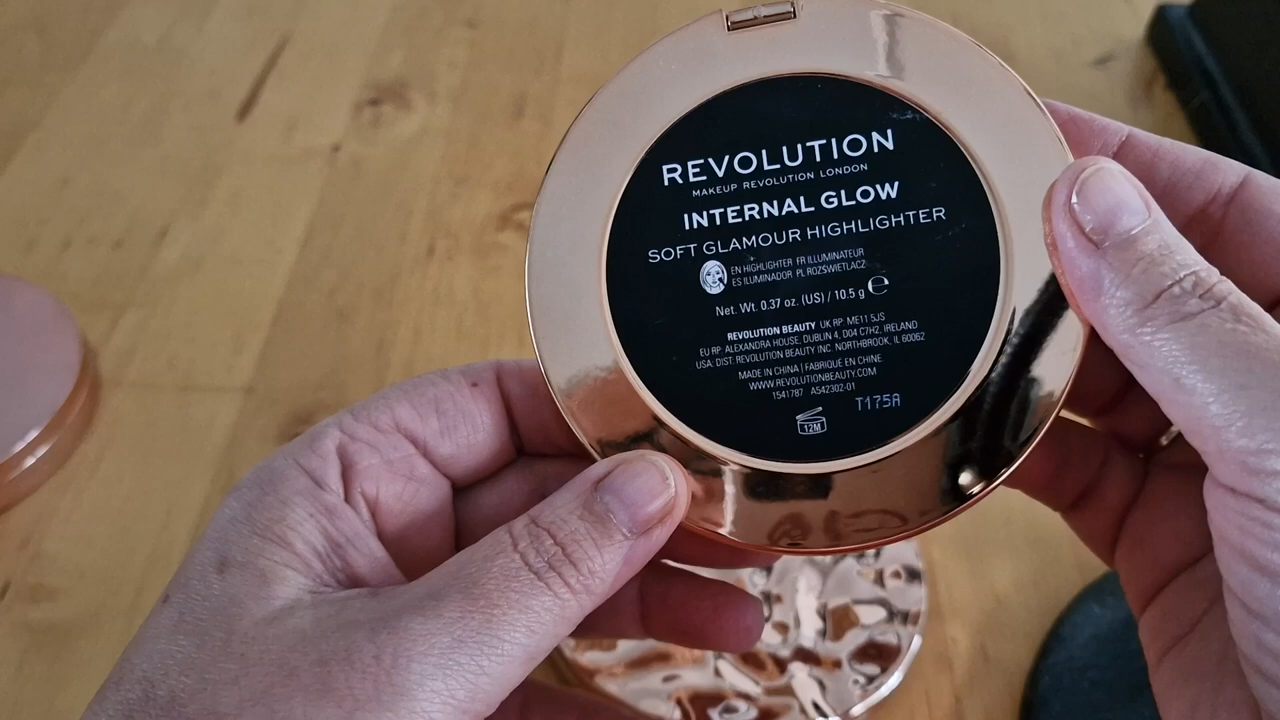 REVOLUTION
MAKEUP REVOLUTION LONDON
INTERNAL GLOW
SOFT GLAMOUR HIGHLIGHTER
EN HIGHLIGHTER FR ILLUMINATEUR
ES ILUMINADOR PL ROZŚWIETLACZ
Net. Wt. 0.37 oz. (US) / 10.5 g ℮
REVOLUTION BEAUTY UK RP: ME11 5JS
EU RP: ALEXANDRA HOUSE, DUBLIN 4, D04 C7H2, IRELAND
USA: DIST: REVOLUTION BEAUTY INC. NORTHBROOK, IL 60062
MADE IN CHINA | FABRIQUÉ EN CHINE
WWW.REVOLUTIONBEAUTY.COM
1541787 A542302-01
T175A
12M